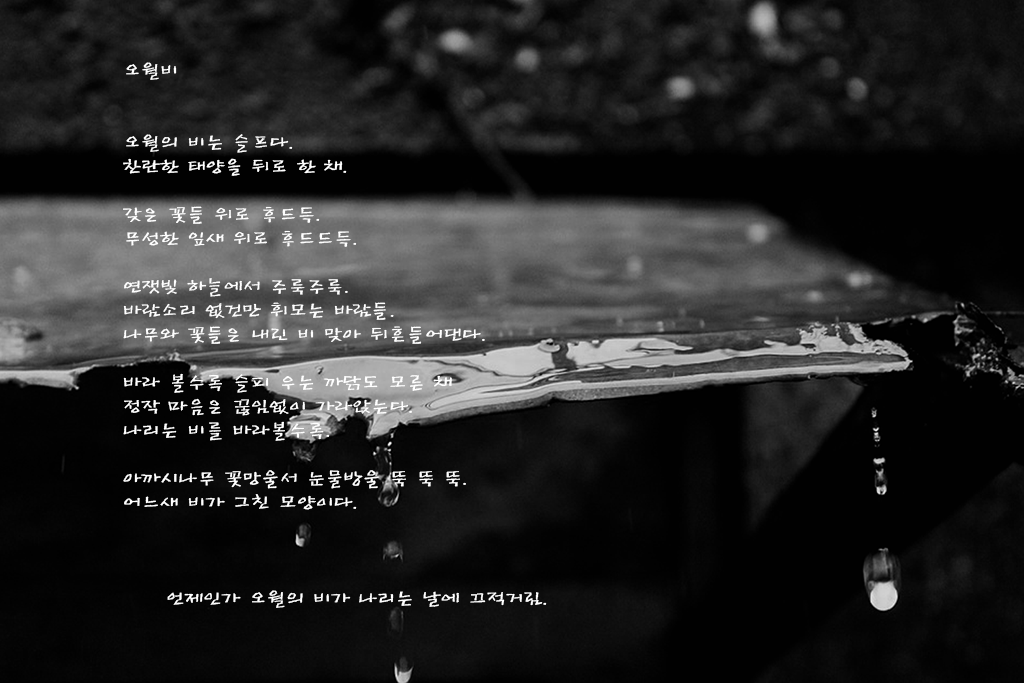 오월비
오월의 비는 슬프다.
찬란한 태양을 뒤로 한 채.
갖은 꽃들 위로 후드득.
무성한 잎새 위로 후드드득.
연잿빛 하늘에서 주룩주룩.
바람소리 없건만 휘모는 바람들.
나무와 꽃들은 내린 비 맞아 뒤흔들어댄다.
바라 볼수록 슬피 우는 까닭도 모른 채
정작 마음은 끊임없이 가라앉는다.
나리는 비를 바라볼수록.
아까시나무 꽃망울서 눈물방울 뚝 뚝 뚝.
어느새 비가 그친 모양이다.
언제인가 오월의 비가 나리는 날에 끄적거림.